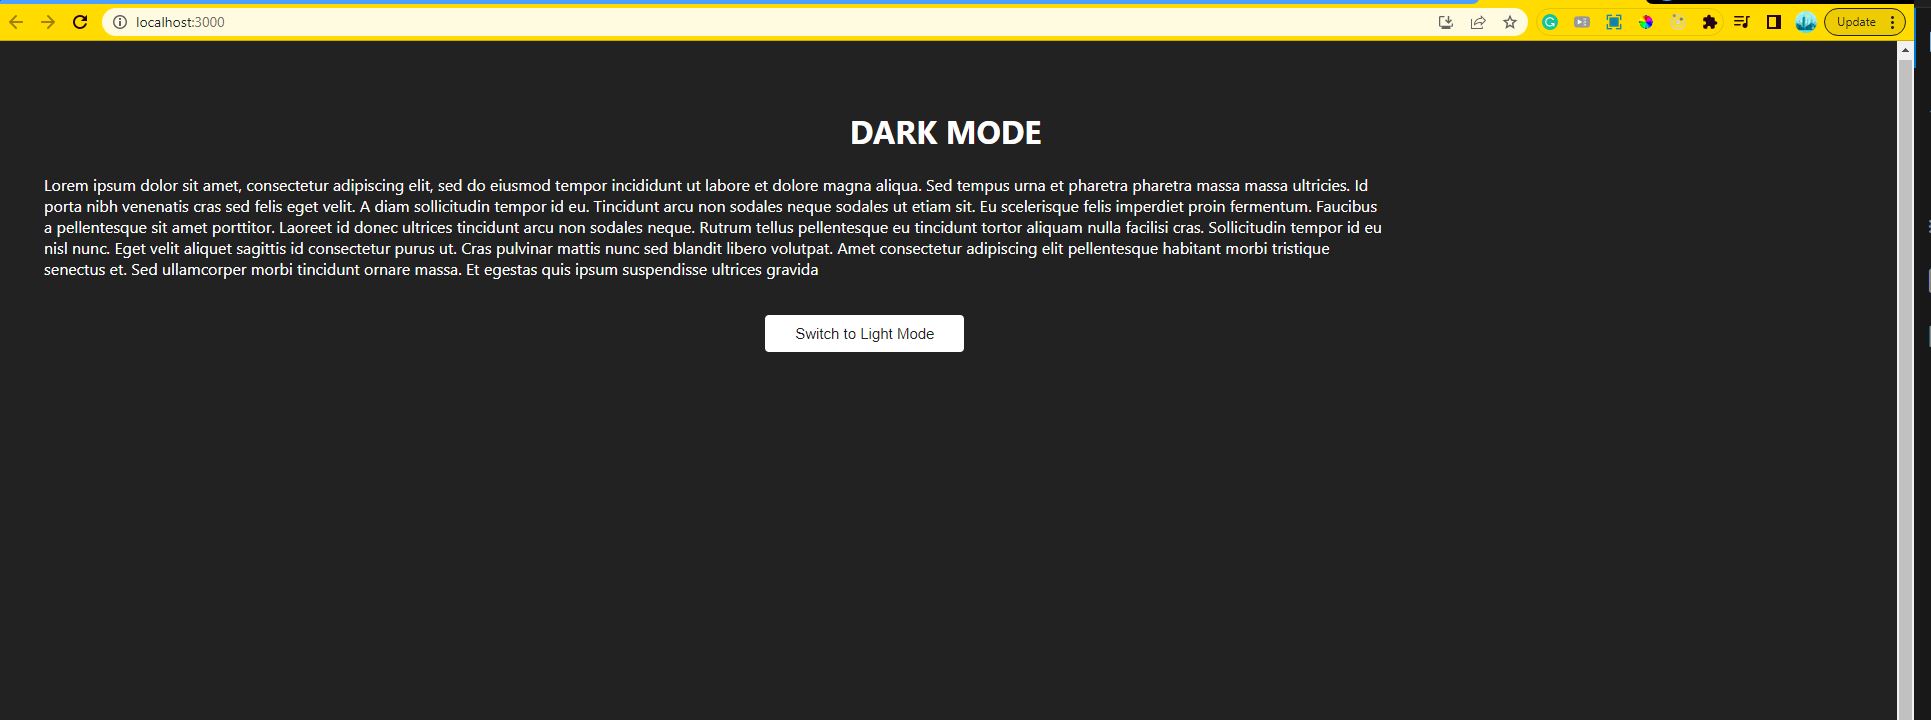 localhost:3000
Update
DARK MODE
Lorem ipsum dolor sit amet, consectetur adipiscing elit, sed do eiusmod tempor incididunt ut labore et dolore magna aliqua. Sed tempus urna et pharetra pharetra massa massa ultricies. Id
porta nibh venenatis cras sed felis eget velit. A diam sollicitudin tempor id eu. Tincidunt arcu non sodales neque sodales ut etiam sit. Eu scelerisque felis imperdiet proin fermentum. Faucibus
a pellentesque sit amet porttitor. Laoreet id donec ultrices tincidunt arcu non sodales neque. Rutrum tellus pellentesque eu tincidunt tortor aliquam nulla facilisi cras. Sollicitudin tempor id eu
nisl nunc. Eget velit aliquet sagittis id consectetur purus ut. Cras pulvinar mattis nunc sed blandit libero volutpat. Amet consectetur adipiscing elit pellentesque habitant morbi tristique
senectus et. Sed ullamcorper morbi tincidunt ornare massa. Et egestas quis ipsum suspendisse ultrices gravida
Switch to Light Mode